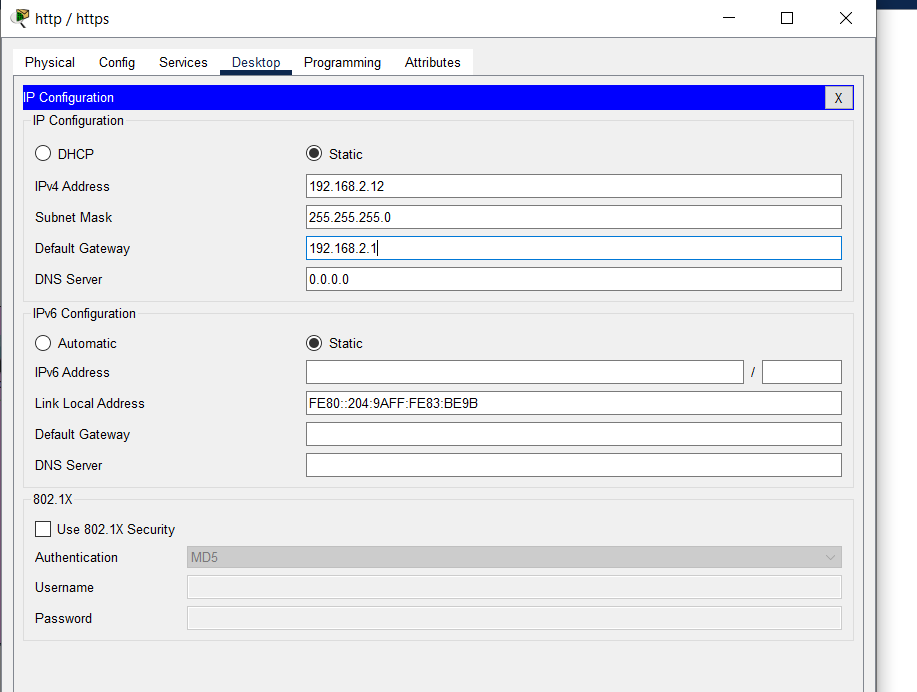 http / https
Physical Config Services Desktop Programming Attributes
IP Configuration X
IP Configuration
DHCP Static
IPv4 Address 192.168.2.12
Subnet Mask 255.255.255.0
Default Gateway 192.168.2.1
DNS Server 0.0.0.0
IPv6 Configuration
Automatic Static
IPv6 Address /
Link Local Address FE80::204:9AFF:FE83:BE9B
Default Gateway
DNS Server
802.1X
Use 802.1X Security
Authentication MD5
Username
Password